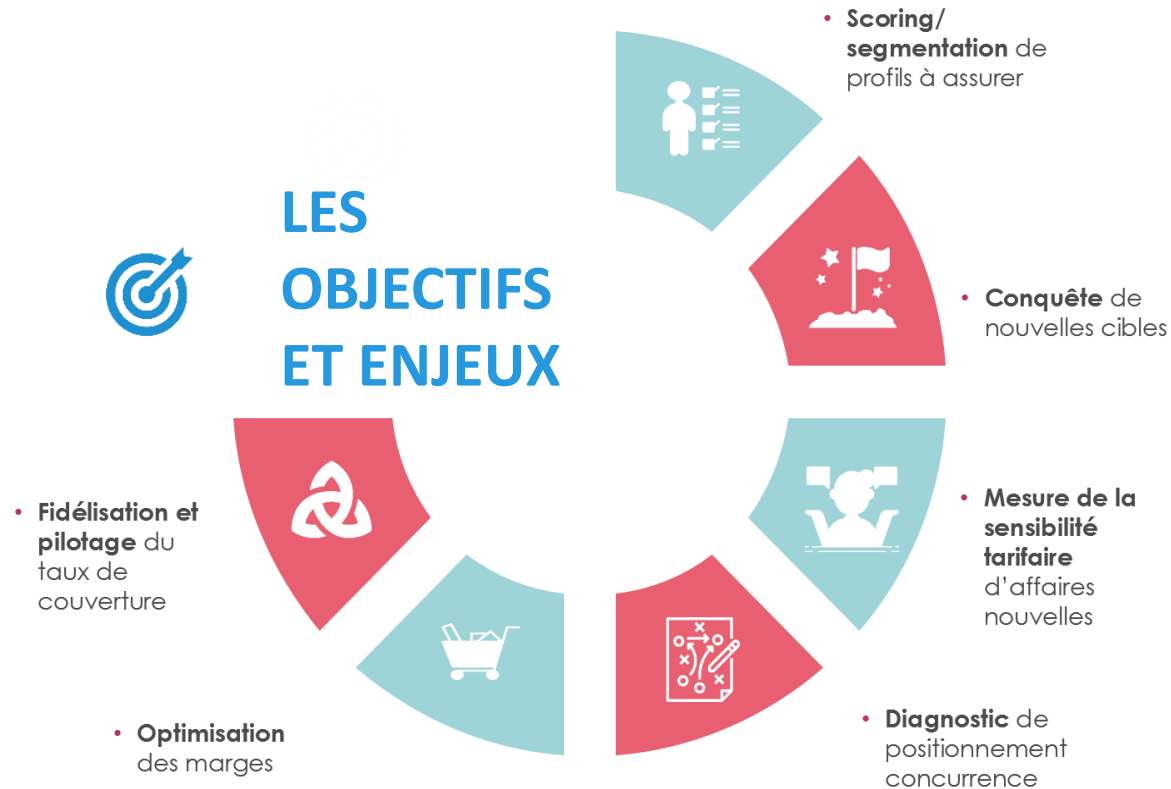 LES
OBJECTIFS
ET ENJEUX
• Scoring/
segmentation de
profils à assurer
• Conquête de
nouvelles cibles
• Mesure de la
sensibilité
tarifaire
d’affaires
nouvelles
• Diagnostic de
positionnement
concurrence
• Optimisation
des marges
• Fidélisation et
pilotage du
taux de
couverture